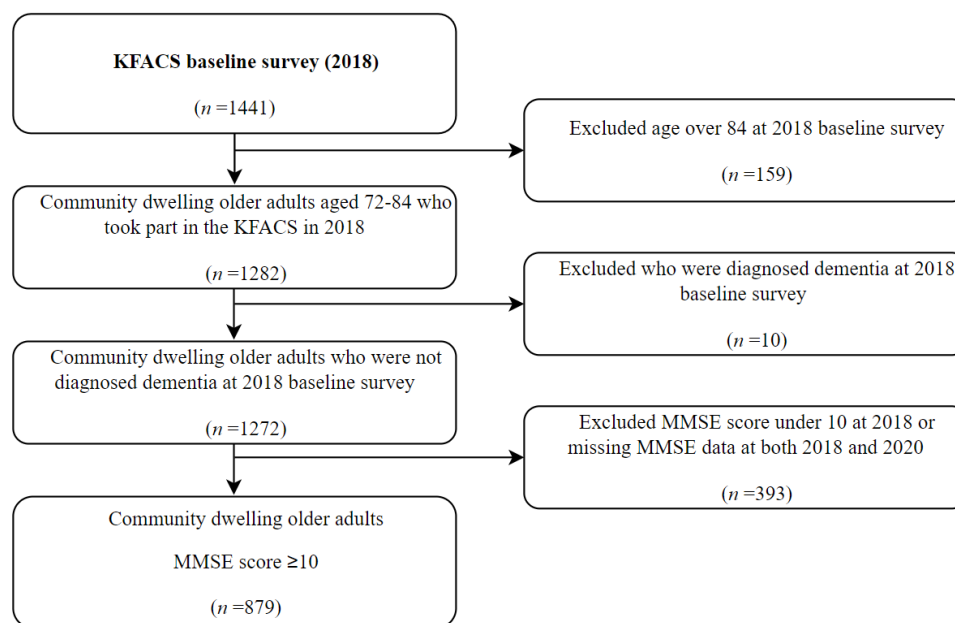 KFACS baseline survey (2018)
(n =1441)
Excluded age over 84 at 2018 baseline survey
(n =159)
Community dwelling older adults aged 72-84 who
took part in the KFACS in 2018
(n =1282)
Excluded who were diagnosed dementia at 2018
baseline survey
(n =10)
Community dwelling older adults who were not
diagnosed dementia at 2018 baseline survey
(n =1272)
Excluded MMSE score under 10 at 2018 or
missing MMSE data at both 2018 and 2020
(n =393)
Community dwelling older adults
MMSE score ≥10
(n =879)